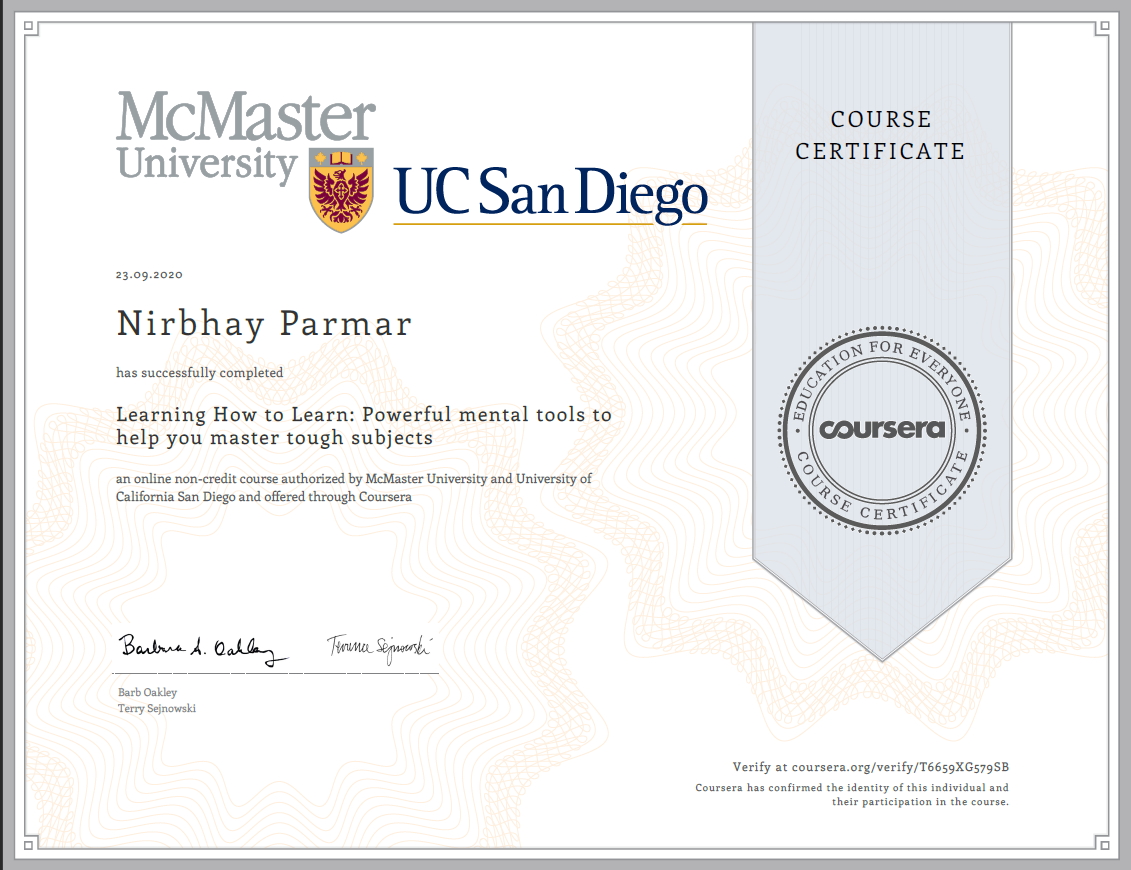 McMaster
University
UC San Diego
COURSE
CERTIFICATE
23.09.2020
Nirbhay Parmar
has successfully completed
Learning How to Learn: Powerful mental tools to
help you master tough subjects
an online non-credit course authorized by McMaster University and University of
California San Diego and offered through Coursera
EDUCATION FOR EVERYONE
coursera
COURSE CERTIFICATE
Barbara A. Oakley
Terrence Sejnowski
Barb Oakley
Terry Sejnowski
Verify at coursera.org/verify/T6659XG579SB
Coursera has confirmed the identity of this individual and
their participation in the course.